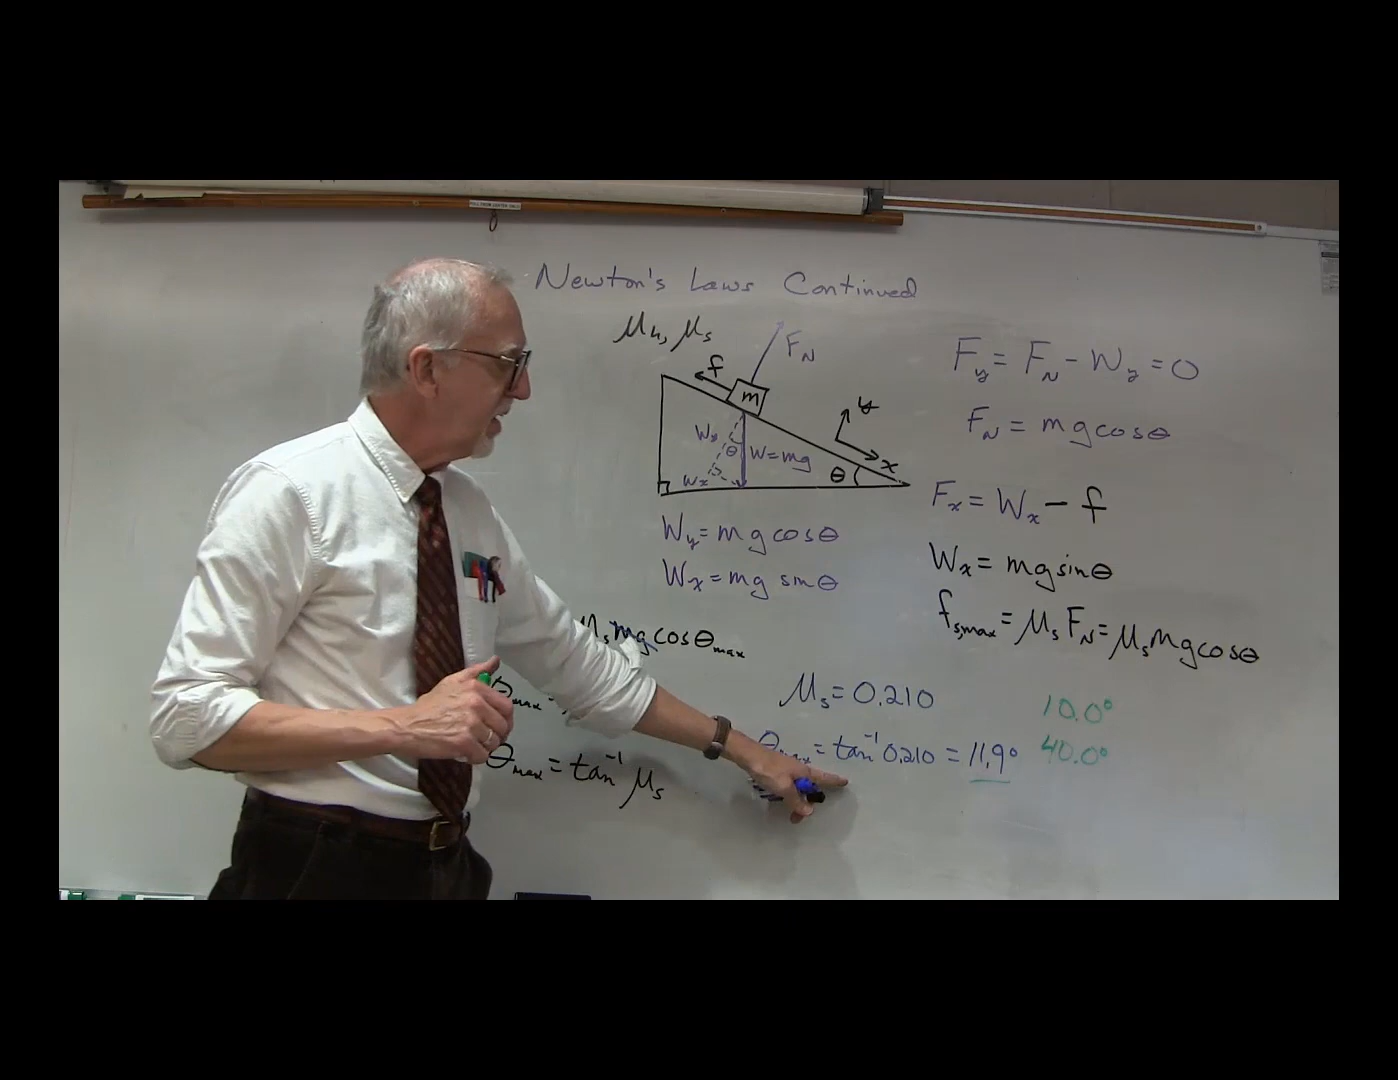 Newton's Laws Continued
μk, μs
f
FN
m
y
x
Wy
θ
W=mg
Wx
θ
Wy = mg cosθ
Wx = mg sinθ
Fy = FN - Wy = 0
FN = mg cosθ
Fx = Wx - f
Wx = mg sinθ
fs,max = μs FN = μs mg cosθ
μs mg cosθmax
θmax
θmax = tan⁻¹ μs
μs = 0.210
θmax = tan⁻¹ 0.210 = 11.9°
10.0°
40.0°